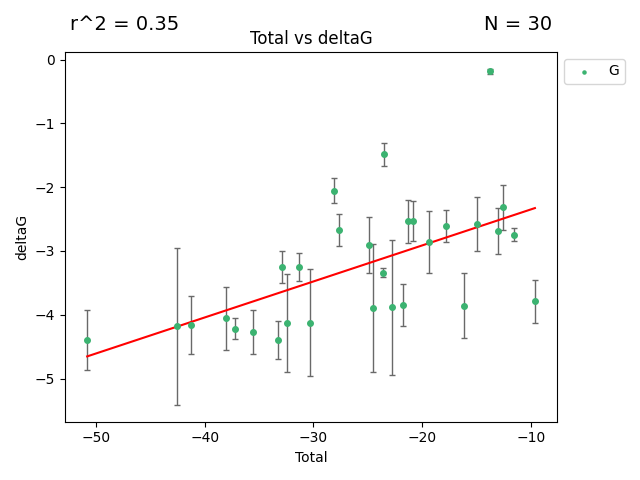 r^2 = 0.35
N = 30
Total vs deltaG
G
0
−1
−2
−3
−4
−5
deltaG
−50
−40
−30
−20
−10
Total